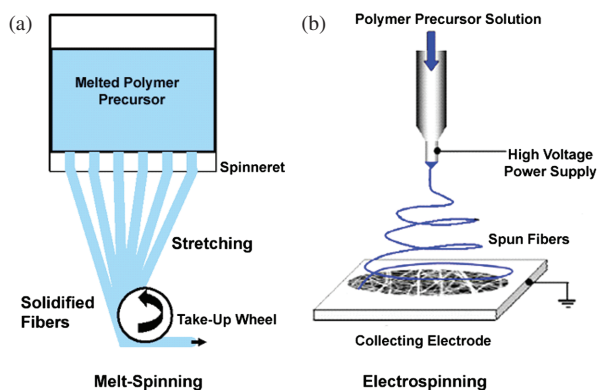 (a)
Melted Polymer
Precursor
Spinneret
Stretching
Solidified
Fibers
Take-Up Wheel
Melt-Spinning
(b)
Polymer Precursor Solution
High Voltage
Power Supply
Spun Fibers
Collecting Electrode
Electrospinning